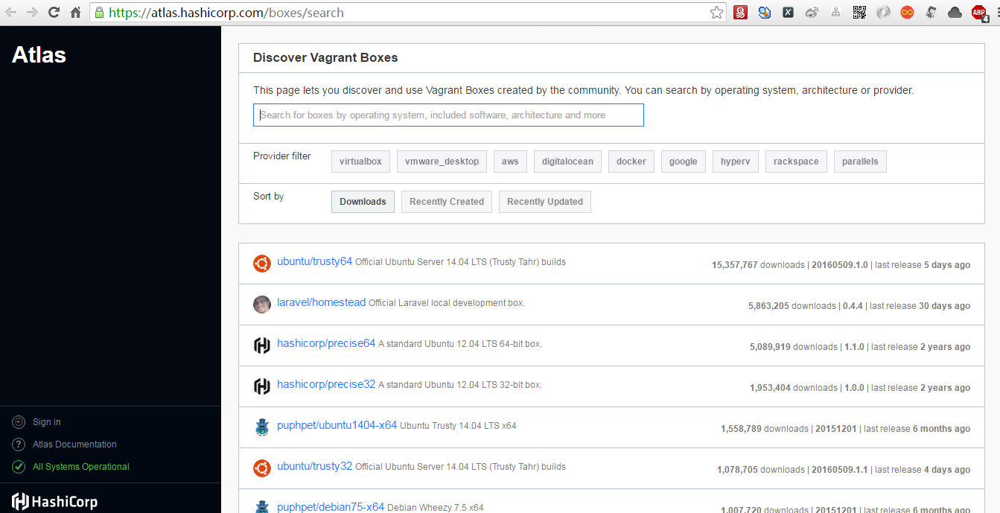 https://atlas.hashicorp.com/boxes/search
ABP
4
Atlas
Discover Vagrant Boxes
This page lets you discover and use Vagrant Boxes created by the community. You can search by operating system, architecture or provider.
Search for boxes by operating system, included software, architecture and more
Provider filter virtualbox vmware_desktop aws digitalocean docker google hyperv rackspace parallels
Sort by Downloads Recently Created Recently Updated
ubuntu/trusty64 Official Ubuntu Server 14.04 LTS (Trusty Tahr) builds 15,357,767 downloads | 20160509.1.0 | last release 5 days ago
laravel/homestead Official Laravel local development box. 5,863,205 downloads | 0.4.4 | last release 30 days ago
hashicorp/precise64 A standard Ubuntu 12.04 LTS 64-bit box. 5,089,919 downloads | 1.1.0 | last release 2 years ago
hashicorp/precise32 A standard Ubuntu 12.04 LTS 32-bit box. 1,953,404 downloads | 1.0.0 | last release 2 years ago
puphpet/ubuntu1404-x64 Ubuntu Trusty 14.04 LTS x64 1,558,789 downloads | 20151201 | last release 6 months ago
ubuntu/trusty32 Official Ubuntu Server 14.04 LTS (Trusty Tahr) builds 1,078,705 downloads | 20160509.1.1 | last release 4 days ago
puphpet/debian75-x64 Debian Wheezy 7.5 x64 1,007,720 downloads | 20151201 | last release 6 months ago
Sign in
Atlas Documentation
All Systems Operational
HashiCorp